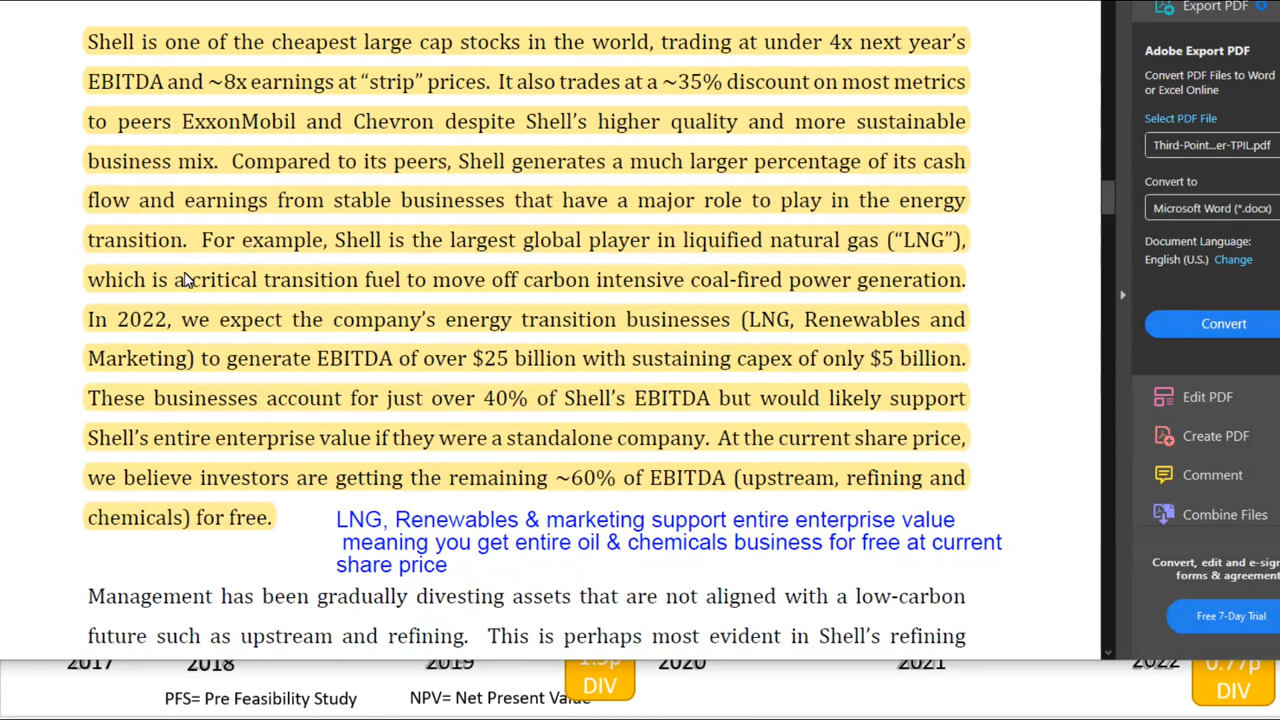 Shell is one of the cheapest large cap stocks in the world, trading at under 4x next year's
EBITDA and ~8x earnings at "strip" prices. It also trades at a ~35% discount on most metrics
to peers ExxonMobil and Chevron despite Shell's higher quality and more sustainable
business mix. Compared to its peers, Shell generates a much larger percentage of its cash
flow and earnings from stable businesses that have a major role to play in the energy
transition. For example, Shell is the largest global player in liquified natural gas ("LNG"),
which is a critical transition fuel to move off carbon intensive coal-fired power generation.
In 2022, we expect the company's energy transition businesses (LNG, Renewables and
Marketing) to generate EBITDA of over $25 billion with sustaining capex of only $5 billion.
These businesses account for just over 40% of Shell's EBITDA but would likely support
Shell's entire enterprise value if they were a standalone company. At the current share price,
we believe investors are getting the remaining ~60% of EBITDA (upstream, refining and
chemicals) for free.
LNG, Renewables & marketing support entire enterprise value
meaning you get entire oil & chemicals business for free at current
share price
Management has been gradually divesting assets that are not aligned with a low-carbon
future such as upstream and refining. This is perhaps most evident in Shell's refining
Export PDF
Adobe Export PDF
Convert PDF Files to Word
or Excel Online
Select PDF File
Third-Point...er-TPIL.pdf
Convert to
Microsoft Word (*.docx)
Document Language:
English (U.S.) Change
Convert
Edit PDF
Create PDF
Comment
Combine Files
Convert, edit and e-sign
forms & agreement
Free 7-Day Trial
2017 2018 2019 2020 2021 2022
DIV
0.77p
DIV
PFS= Pre Feasibility Study NPV= Net Present Value